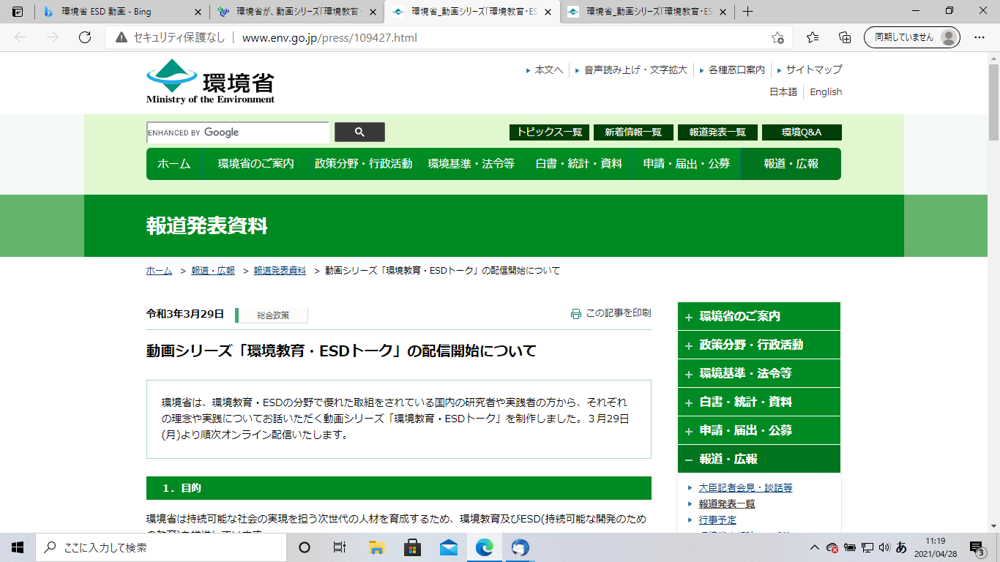 環境省 ESD 動画 - Bing
環境省が、動画シリーズ「環境教育・
環境省_動画シリーズ「環境教育・ES
環境省_動画シリーズ「環境教育・ES
セキュリティ保護なし
www.env.go.jp/press/109427.html
同期していません
環境省
Ministry of the Environment
本文へ
音声読み上げ・文字拡大
各種窓口案内
サイトマップ
日本語
English
ENHANCED BY Google
トピックス一覧
新着情報一覧
報道発表一覧
環境Q&A
ホーム
環境省のご案内
政策分野・行政活動
環境基準・法令等
白書・統計・資料
申請・届出・公募
報道・広報
報道発表資料
ホーム > 報道・広報 > 報道発表資料 > 動画シリーズ「環境教育・ESDトーク」の配信開始について
令和3年3月29日
総合政策
この記事を印刷
動画シリーズ「環境教育・ESDトーク」の配信開始について
環境省は、環境教育・ESDの分野で優れた取組をされている国内の研究者や実践者の方から、それぞれ
の理念や実践についてお話いただく動画シリーズ「環境教育・ESDトーク」を制作しました。３月29日
(月)より順次オンライン配信いたします。
１．目的
環境省は持続可能な社会の実現を担う次世代の人材を育成するため、環境教育及びESD(持続可能な開発のため
環境省のご案内
政策分野・行政活動
環境基準・法令等
白書・統計・資料
申請・届出・公募
報道・広報
大臣記者会見・談話等
報道発表一覧
行事予定
ここに入力して検索
あ
11:19
2021/04/28
3